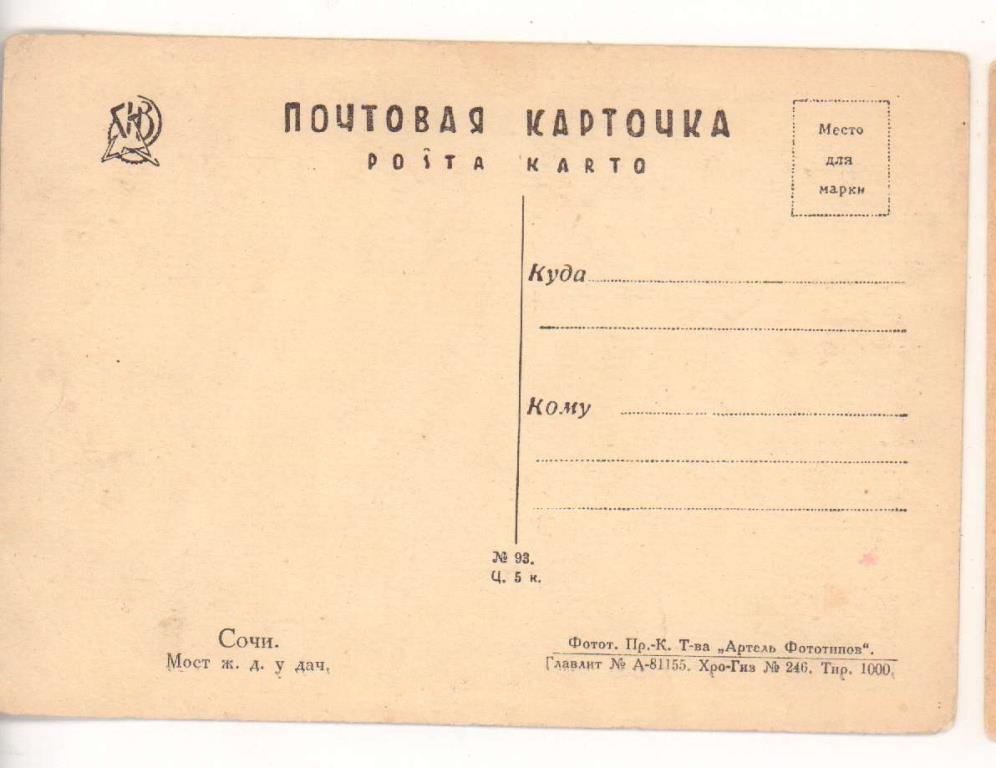 ПОЧТОВАЯ КАРТОЧКА
POŜTA KARTO
Место
для
марки
Куда
Кому
№ 93.
Ц. 5 к.
Сочи.
Мост ж. д. у дач.
Фотот. Пр.-К. Т-ва „Артель Фототипов“.
Главлит № А-81155. Хро-Гиз № 246. Тир. 1000.